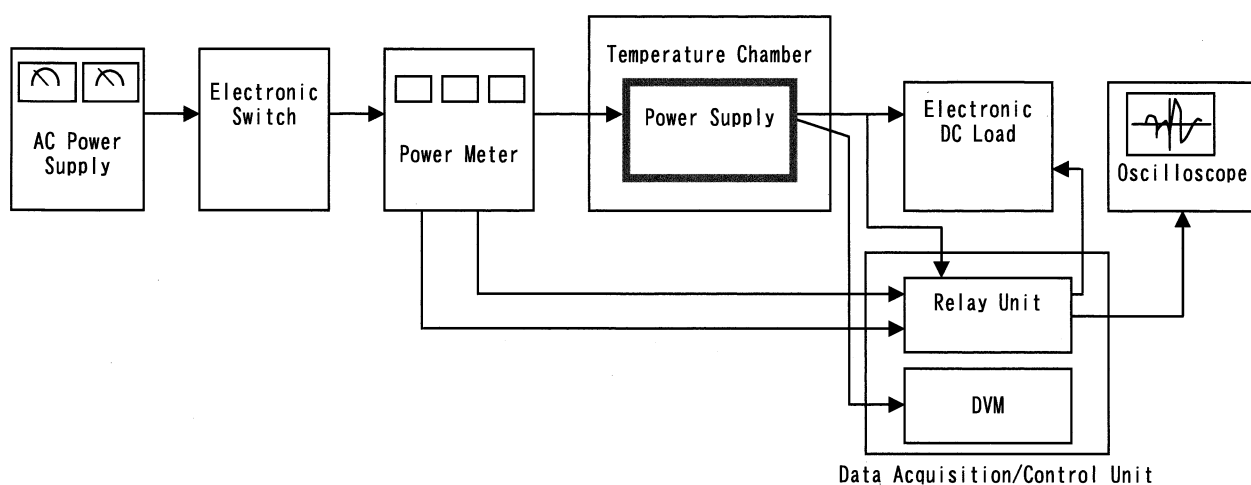 AC Power
Supply
Electronic
Switch
Power Meter
Temperature Chamber
Power Supply
Electronic
DC Load
Oscilloscope
Relay Unit
DVM
Data Acquisition/Control Unit